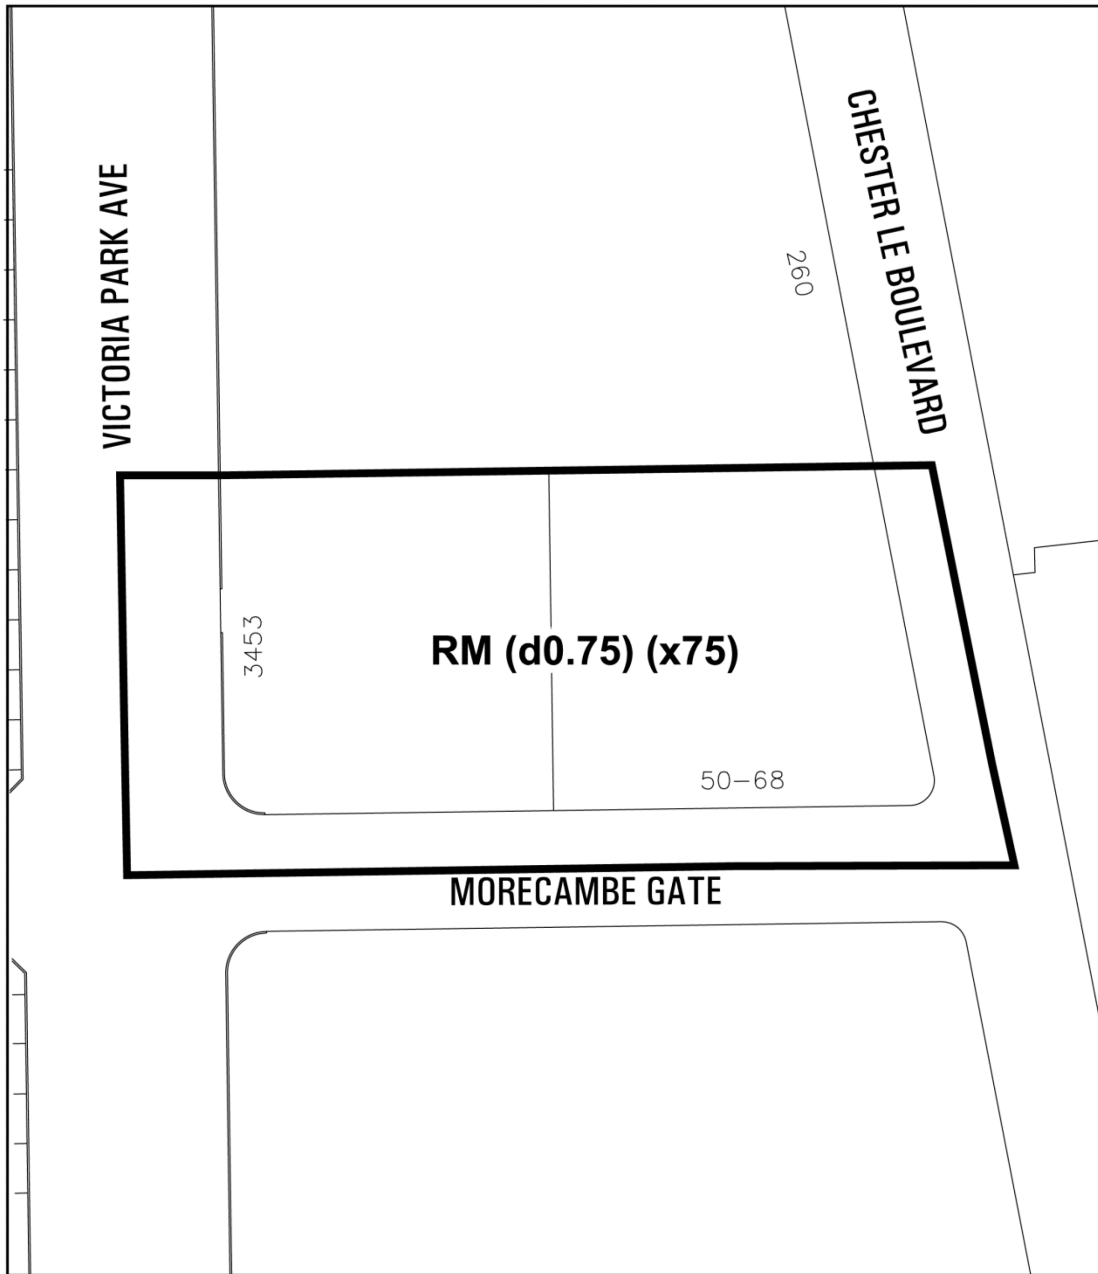 VICTORIA PARK AVE
CHESTER LE BOULEVARD
260
3453
RM (d0.75) (x75)
50-68
MORECAMBE GATE